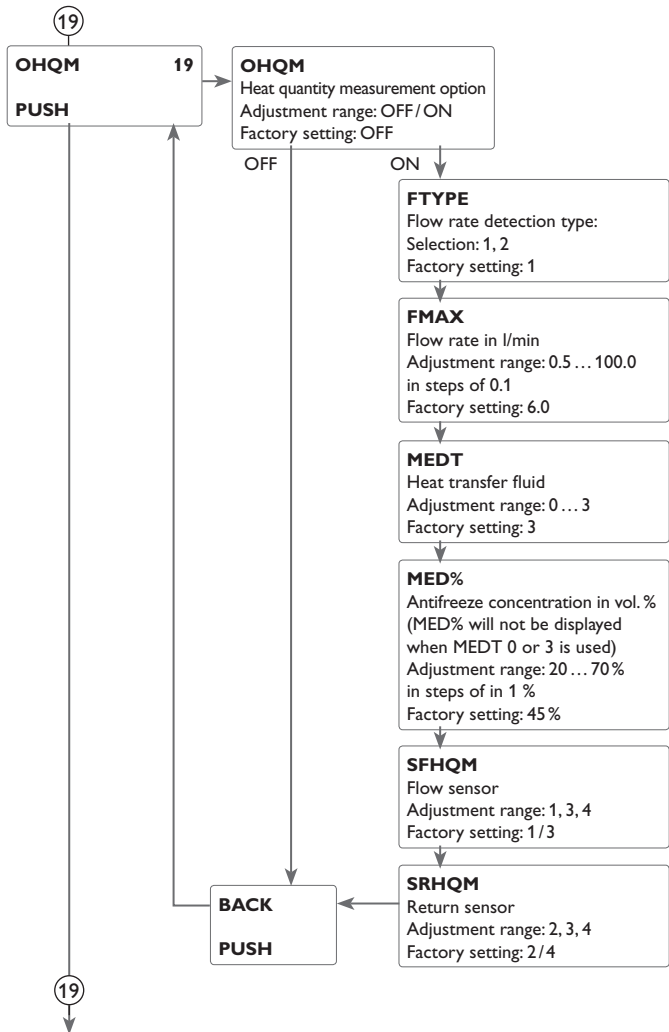 19
OHQM 19
PUSH
OHQM
Heat quantity measurement option
Adjustment range: OFF/ON
Factory setting: OFF
OFF
ON
FTYPE
Flow rate detection type:
Selection: 1, 2
Factory setting: 1
FMAX
Flow rate in l/min
Adjustment range: 0.5 ... 100.0
in steps of 0.1
Factory setting: 6.0
MEDT
Heat transfer fluid
Adjustment range: 0 ... 3
Factory setting: 3
MED%
Antifreeze concentration in vol. %
(MED% will not be displayed
when MEDT 0 or 3 is used)
Adjustment range: 20 ... 70%
in steps of in 1 %
Factory setting: 45%
SFHQM
Flow sensor
Adjustment range: 1, 3, 4
Factory setting: 1/3
SRHQM
Return sensor
Adjustment range: 2, 3, 4
Factory setting: 2/4
BACK
PUSH
19